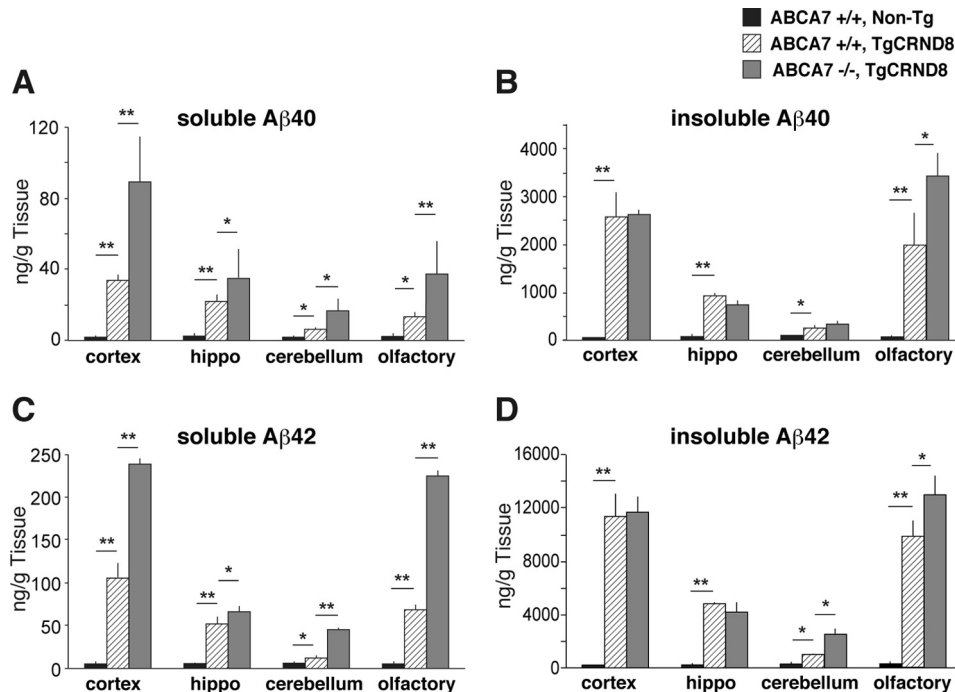 ABCA7 +/+, Non-Tg
ABCA7 +/+, TgCRND8
ABCA7 -/-, TgCRND8
A
soluble Aβ40
ng/g Tissue
120
80
40
0
**
**
**
*
*
*
*
**
cortex hippo cerebellum olfactory
B
insoluble Aβ40
ng/g Tissue
4000
3000
2000
1000
0
**
**
*
**
*
cortex hippo cerebellum olfactory
C
soluble Aβ42
ng/g Tissue
250
200
150
100
50
0
**
**
**
*
*
**
**
**
cortex hippo cerebellum olfactory
D
insoluble Aβ42
ng/g Tissue
16000
12000
8000
4000
0
**
**
*
*
**
*
cortex hippo cerebellum olfactory